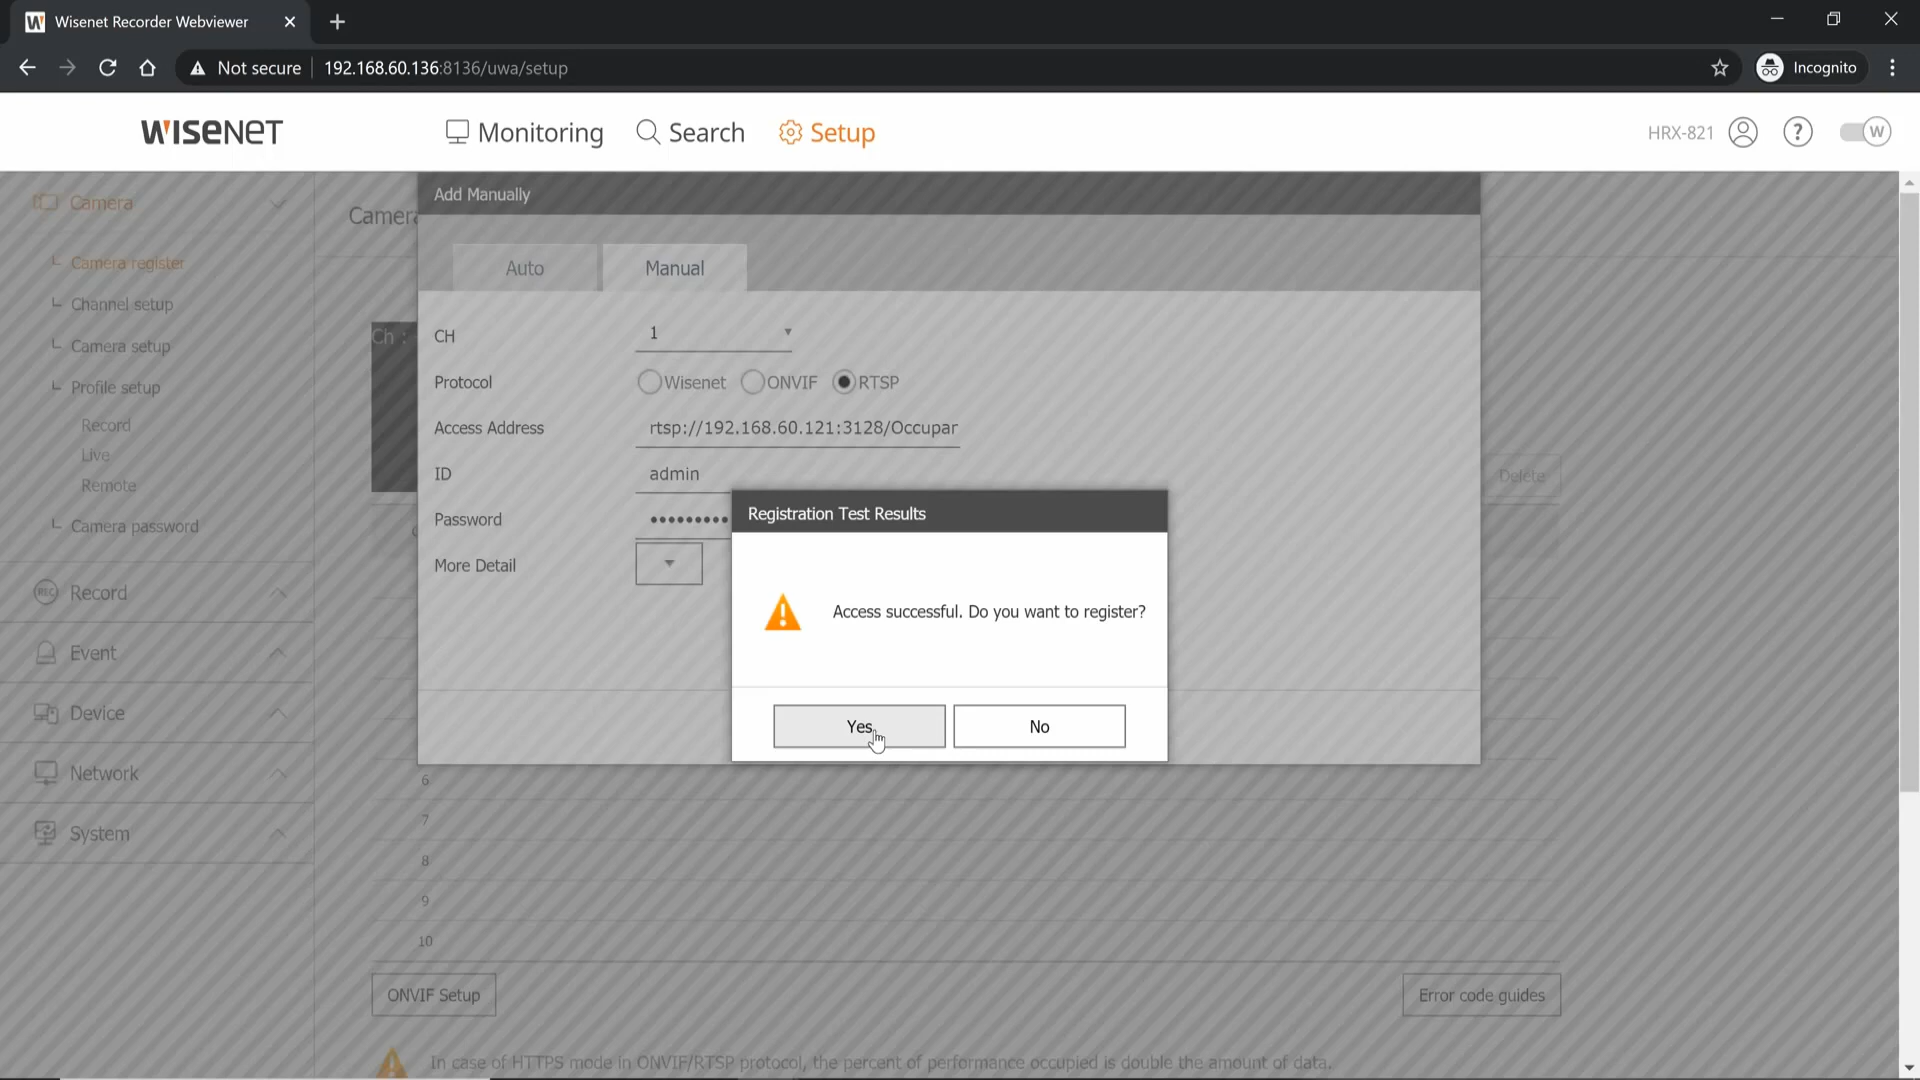 Wisenet Recorder Webviewer
Not secure 192.168.60.136:8136/uwa/setup Incognito
WISENET Monitoring Search Setup HRX-821 ? W
Camera
Camera register
Channel setup
Camera setup
Profile setup
Record
Live
Remote
Camera password
Record
Event
Device
Network
System
Camera
Ch :
Add Manually
Auto Manual
CH 1
Protocol Wisenet ONVIF RTSP
Access Address rtsp://192.168.60.121:3128/Occupar
ID admin
Password •••••••••
More Detail
Delete
Registration Test Results
Access successful. Do you want to register?
Yes No
6
7
8
9
10
ONVIF Setup Error code guides
In case of HTTPS mode in ONVIF/RTSP protocol, the percent of performance occupied is double the amount of data.